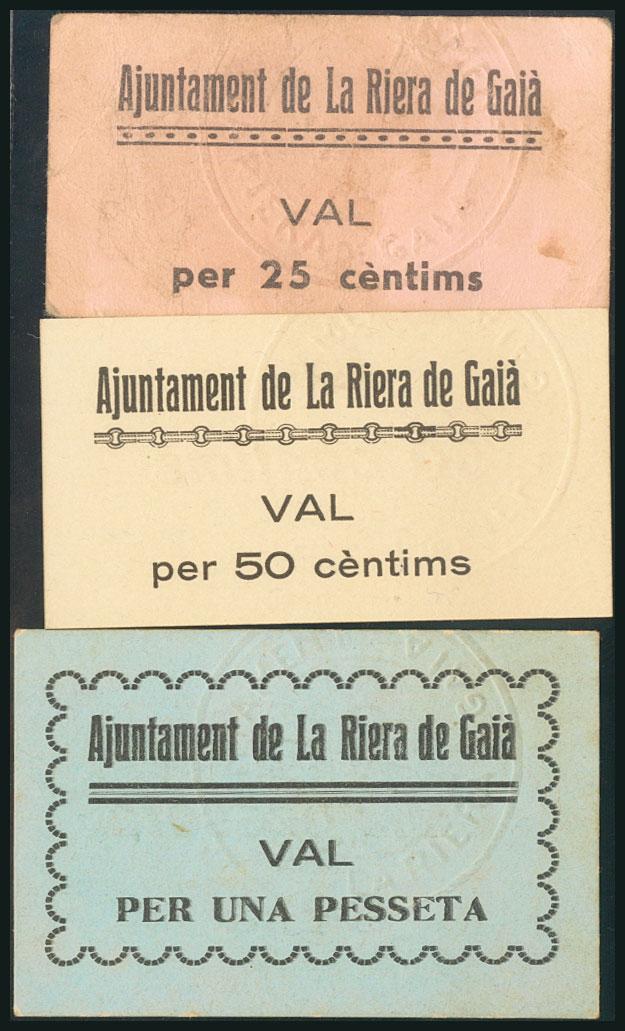 Ajuntament de La Riera de Gaià
VAL
per 25 cèntims
Ajuntament de La Riera de Gaià
VAL
per 50 cèntims
Ajuntament de La Riera de Gaià
VAL
PER UNA PESSETA